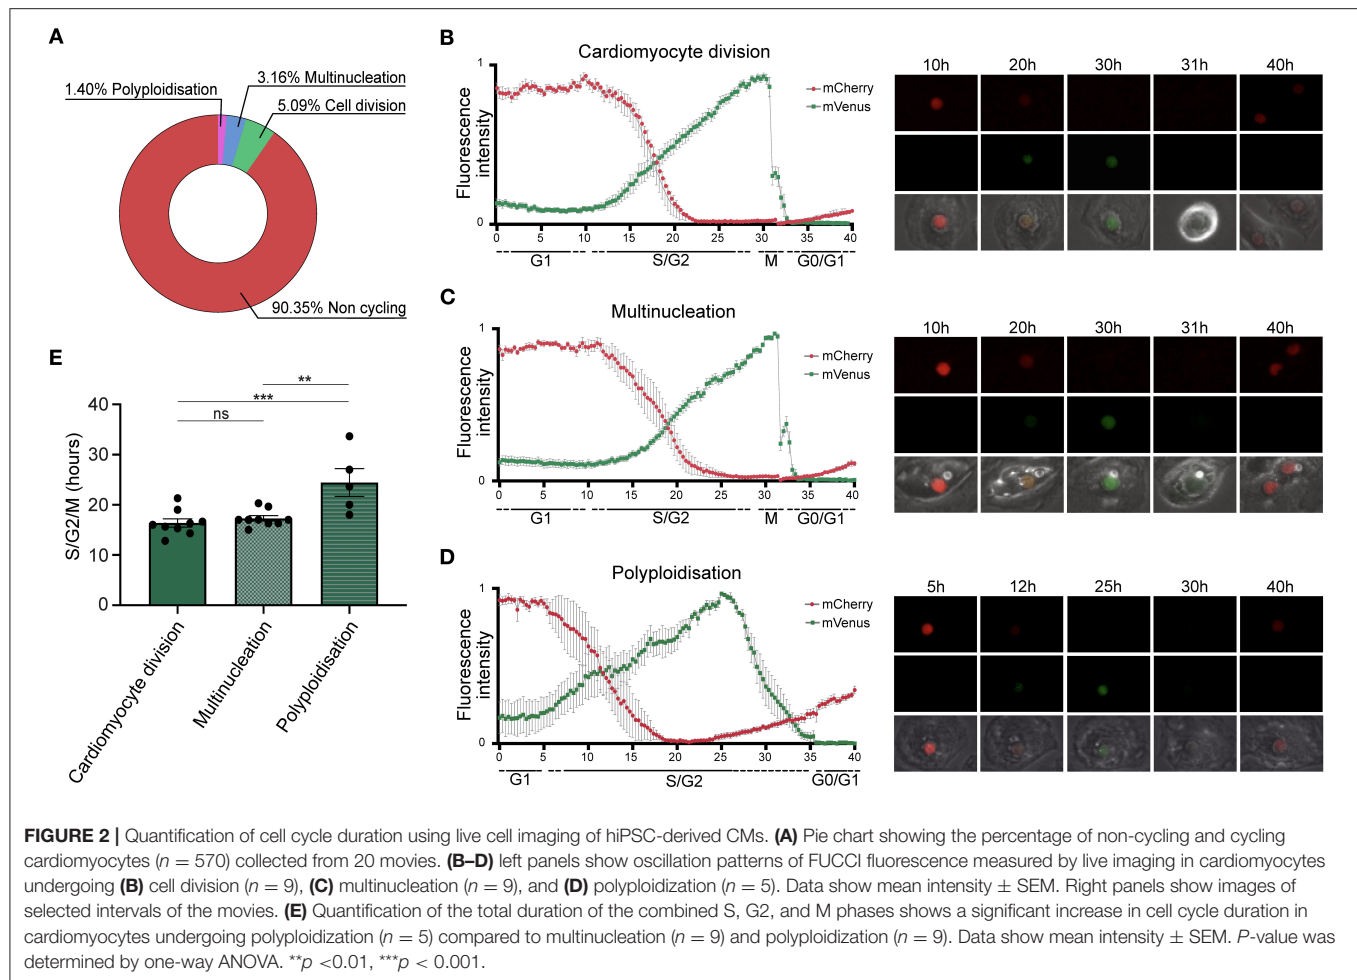 A
1.40% Polyploidisation
3.16% Multinucleation
5.09% Cell division
90.35% Non cycling
B
Cardiomyocyte division
Fluorescence
intensity
1
0
mCherry
mVenus
0 5 10 15 20 25 30 35 40
G1 S/G2 M G0/G1
10h 20h 30h 31h 40h
C
Multinucleation
Fluorescence
intensity
1
0
mCherry
mVenus
0 5 10 15 20 25 30 35 40
G1 S/G2 M G0/G1
10h 20h 30h 31h 40h
D
Polyploidisation
Fluorescence
intensity
1
0
mCherry
mVenus
0 5 10 15 20 25 30 35 40
G1 S/G2 G0/G1
5h 12h 25h 30h 40h
E
S/G2/M (hours)
40
30
20
10
0
**
***
ns
Cardiomyocyte division
Multinucleation
Polyploidisation
FIGURE 2 | Quantification of cell cycle duration using live cell imaging of hiPSC-derived CMs. (A) Pie chart showing the percentage of non-cycling and cycling
cardiomyocytes (n = 570) collected from 20 movies. (B–D) left panels show oscillation patterns of FUCCI fluorescence measured by live imaging in cardiomyocytes
undergoing (B) cell division (n = 9), (C) multinucleation (n = 9), and (D) polyploidization (n = 5). Data show mean intensity ± SEM. Right panels show images of
selected intervals of the movies. (E) Quantification of the total duration of the combined S, G2, and M phases shows a significant increase in cell cycle duration in
cardiomyocytes undergoing polyploidization (n = 5) compared to multinucleation (n = 9) and polyploidization (n = 9). Data show mean intensity ± SEM. P-value was
determined by one-way ANOVA. **p <0.01, ***p < 0.001.